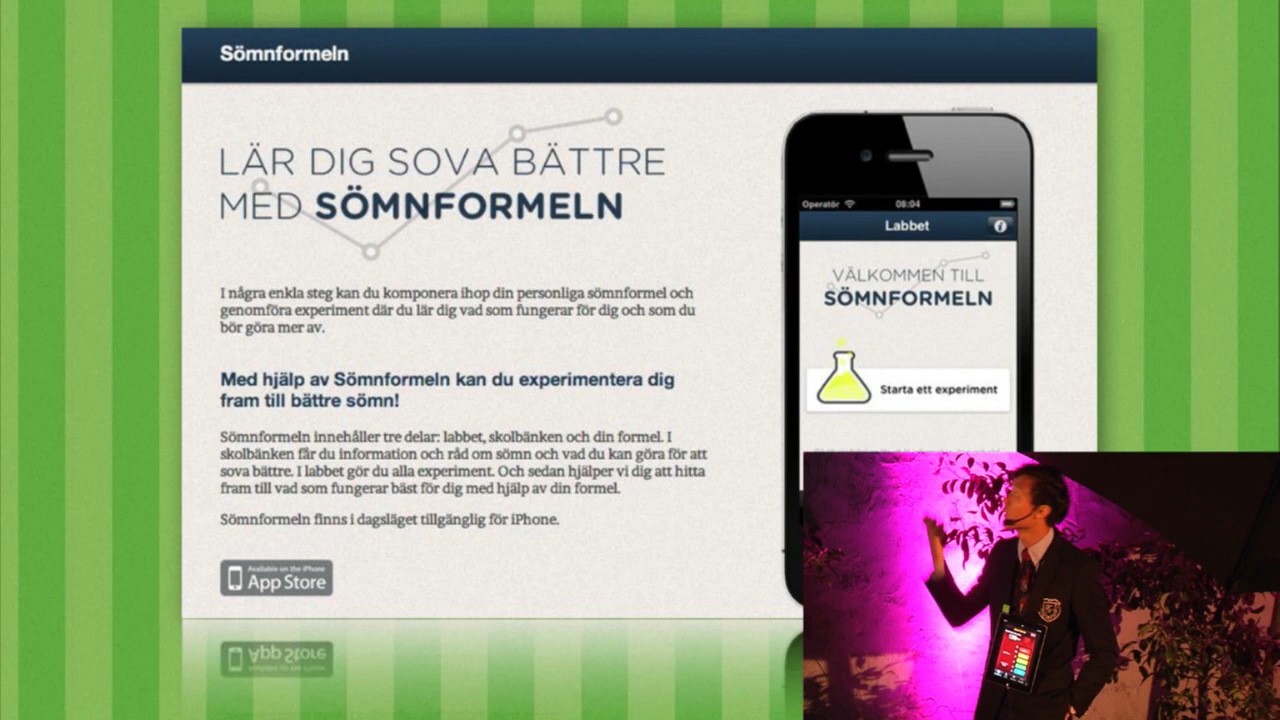 Sömnformeln
LÄR DIG SOVA BÄTTRE
MED SÖMNFORMELN
I några enkla steg kan du komponera ihop din personliga sömnformel och
genomföra experiment där du lär dig vad som fungerar för dig och som du
bör göra mer av.
Med hjälp av Sömnformeln kan du experimentera dig
fram till bättre sömn!
Sömnformeln innehåller tre delar: labbet, skolbänken och din formel. I
skolbänken får du information och råd om sömn och vad du kan göra för att
sova bättre. I labbet gör du alla experiment. Och sedan hjälper vi dig att hitta
fram till vad som fungerar bäst för dig med hjälp av din formel.
Sömnformeln finns i dagsläget tillgänglig för iPhone.
Available on the iPhone
App Store
Operatör
08:04
Labbet
VÄLKOMMEN TILL
SÖMNFORMELN
Starta ett experiment